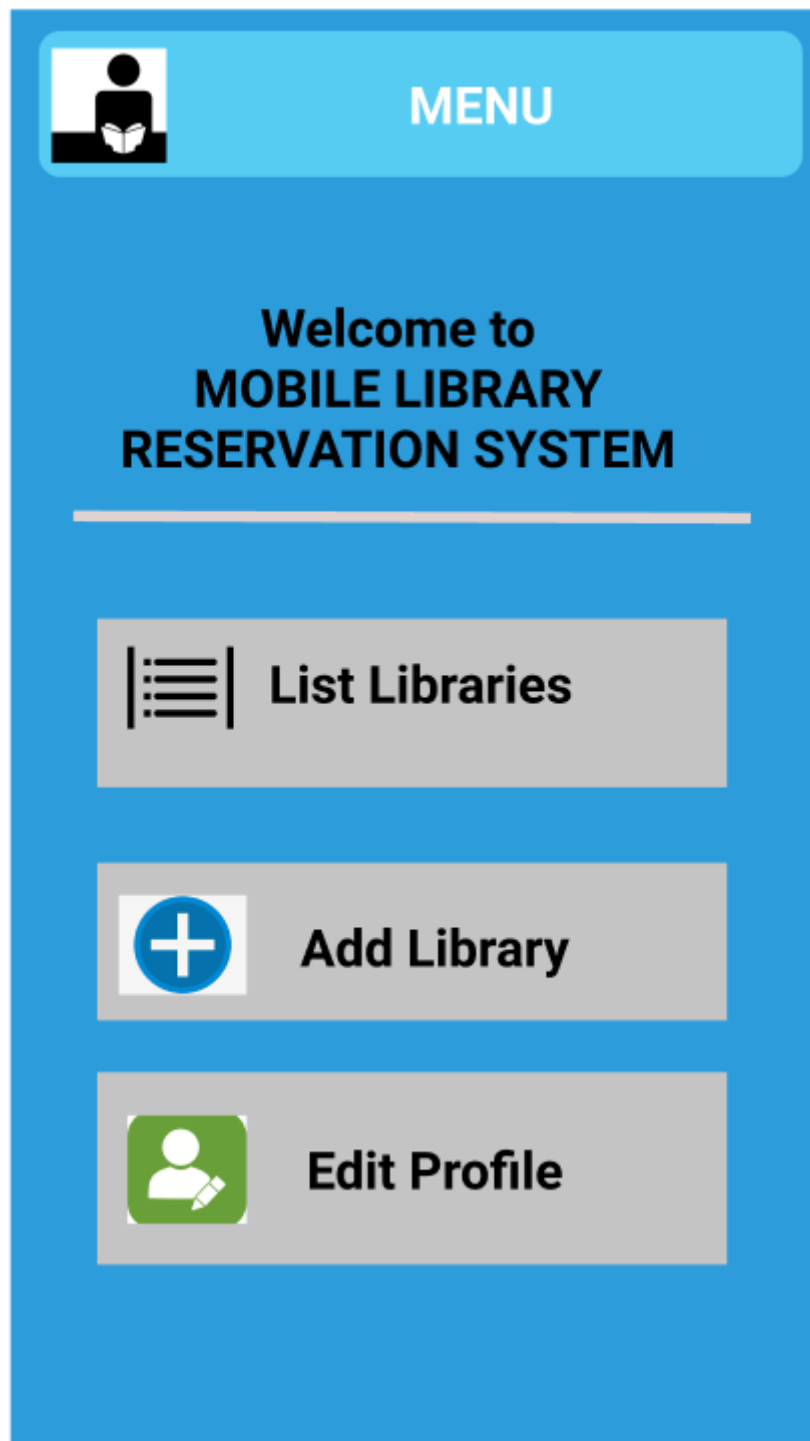 MENU
Welcome to
MOBILE LIBRARY
RESERVATION SYSTEM
List Libraries
Add Library
Edit Profile